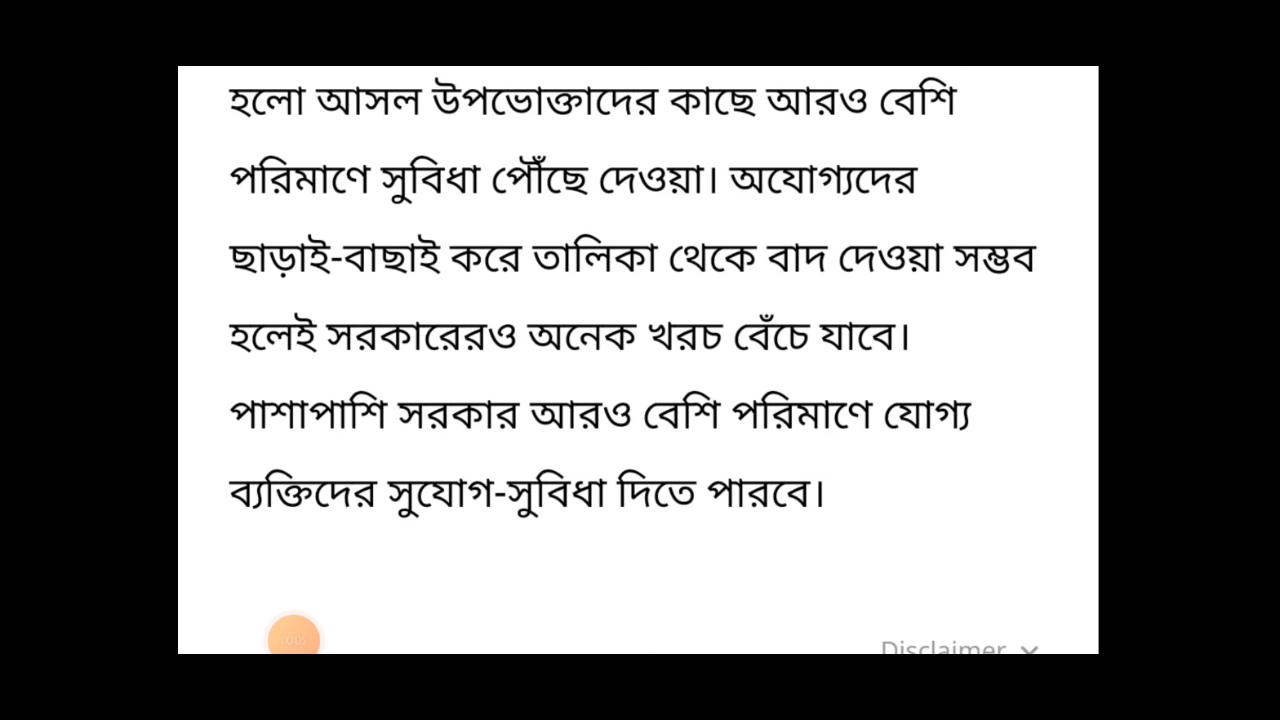 হলো আসল উপভোক্তাদের কাছে আরও বেশি
পরিমাণে সুবিধা পৌঁছে দেওয়া। অযোগ্যদের
ছাড়াই-বাছাই করে তালিকা থেকে বাদ দেওয়া সম্ভব
হলেই সরকারেরও অনেক খরচ বেঁচে যাবে।
পাশাপাশি সরকার আরও বেশি পরিমাণে যোগ্য
ব্যক্তিদের সুযোগ-সুবিধা দিতে পারবে।
Disclaimer